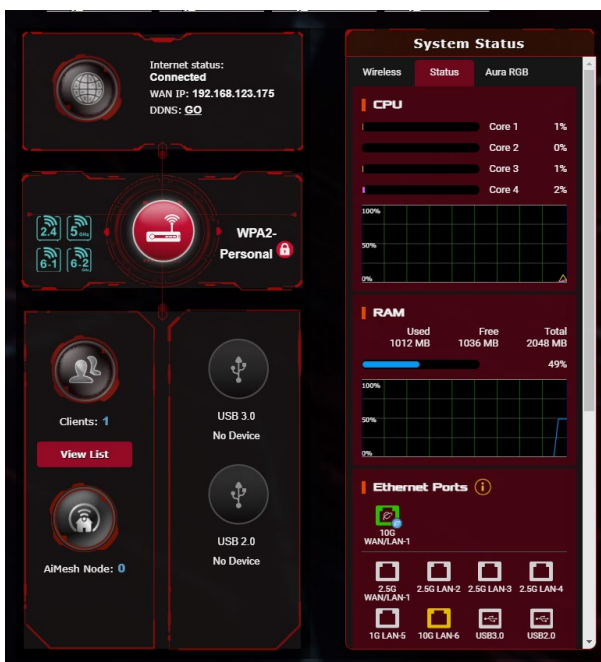 Internet status:
Connected
WAN IP: 192.168.123.175
DDNS: GO
2.4
5 GHz
6-1
6-2
WPA2-
Personal
Clients: 1
View List
AiMesh Node: 0
USB 3.0
No Device
USB 2.0
No Device
System Status
Wireless Status Aura RGB
CPU
Core 1 1%
Core 2 0%
Core 3 1%
Core 4 2%
100%
50%
0%
RAM
Used Free Total
1012 MB 1036 MB 2048 MB
49%
100%
50%
0%
Ethernet Ports
10G
WAN/LAN-1
2.5G
WAN/LAN-1 2.5G LAN-2 2.5G LAN-3 2.5G LAN-4
1G LAN-5 10G LAN-6 USB3.0 USB2.0